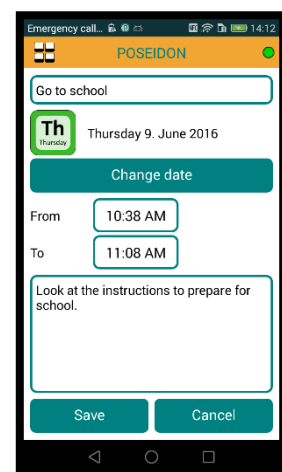 Emergency call... 14:12
POSEIDON
Go to school
Th
Thursday
Thursday 9. June 2016
Change date
From 10:38 AM
To 11:08 AM
Look at the instructions to prepare for
school.
Save Cancel